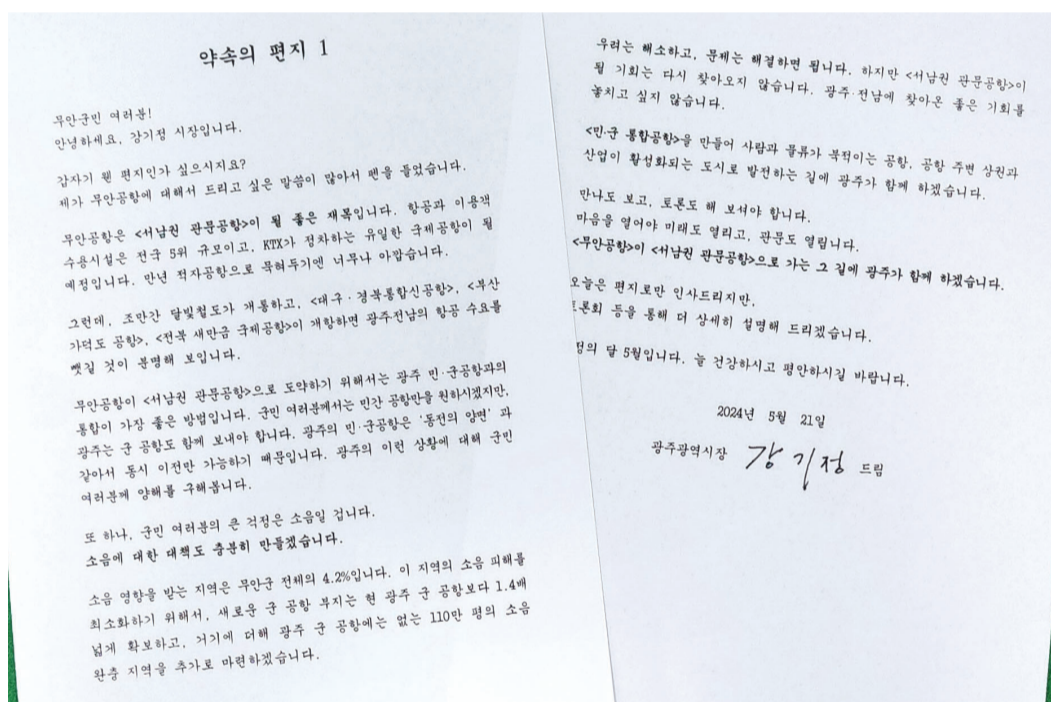 약속의 편지 1
무안군민 여러분!
안녕하세요, 강기정 시장입니다.
갑자기 웬 편지인가 싶으시지요?
제가 무안공항에 대해서 드리고 싶은 말씀이 많아서 펜을 들었습니다.
무안공항은 <서남권 관문공항>이 될 좋은 재목입니다. 항공과 이용객
수용시설은 전국 5위 규모이고, KTX가 정차하는 유일한 국제공항이 될
예정입니다. 만년 적자공항으로 묵혀두기엔 너무나 아깝습니다.
그런데, 조만간 달빛철도가 개통하고, <대구·경북통합신공항>, <부산
가덕도 공항>, <전북 새만금 국제공항>이 개항하면 광주전남의 항공 수요를
뺏길 것이 분명해 보입니다.
무안공항이 <서남권 관문공항>으로 도약하기 위해서는 광주 민·군공항과의
통합이 가장 좋은 방법입니다. 군민 여러분께서는 민간 공항만을 원하시겠지만,
광주는 군 공항도 함께 보내야 합니다. 광주의 민·군공항은 '동전의 양면' 과
같아서 동시 이전만 가능하기 때문입니다. 광주의 이런 상황에 대해 군민
여러분께 양해를 구해봅니다.
또 하나, 군민 여러분의 큰 걱정은 소음일 겁니다.
소음에 대한 대책도 충분히 만들겠습니다.
소음 영향을 받는 지역은 무안군 전체의 4.2%입니다. 이 지역의 소음 피해를
최소화하기 위해서, 새로운 군 공항 부지는 현 광주 군 공항보다 1.4배
넓게 확보하고, 거기에 더해 광주 군 공항에는 없는 110만 평의 소음
완충 지역을 추가로 마련하겠습니다.
우려는 해소하고, 문제는 해결하면 됩니다. 하지만 <서남권 관문공항>이
될 기회는 다시 찾아오지 않습니다. 광주·전남에 찾아온 좋은 기회를
놓치고 싶지 않습니다.
<민·군 통합공항>을 만들어 사람과 물류가 북적이는 공항, 공항 주변 상권과
산업이 활성화되는 도시로 발전하는 길에 광주가 함께 하겠습니다.
만나도 보고, 토론도 해 보셔야 합니다.
마음을 열어야 미래도 열리고, 관문도 열립니다.
<무안공항>이 <서남권 관문공항>으로 가는 그 길에 광주가 함께 하겠습니다.
오늘은 편지로만 인사드리지만,
토론회 등을 통해 더 상세히 설명해 드리겠습니다.
정의 달 5월입니다. 늘 건강하시고 평안하시길 바랍니다.
2024년 5월 21일
광주광역시장 강기정 드림